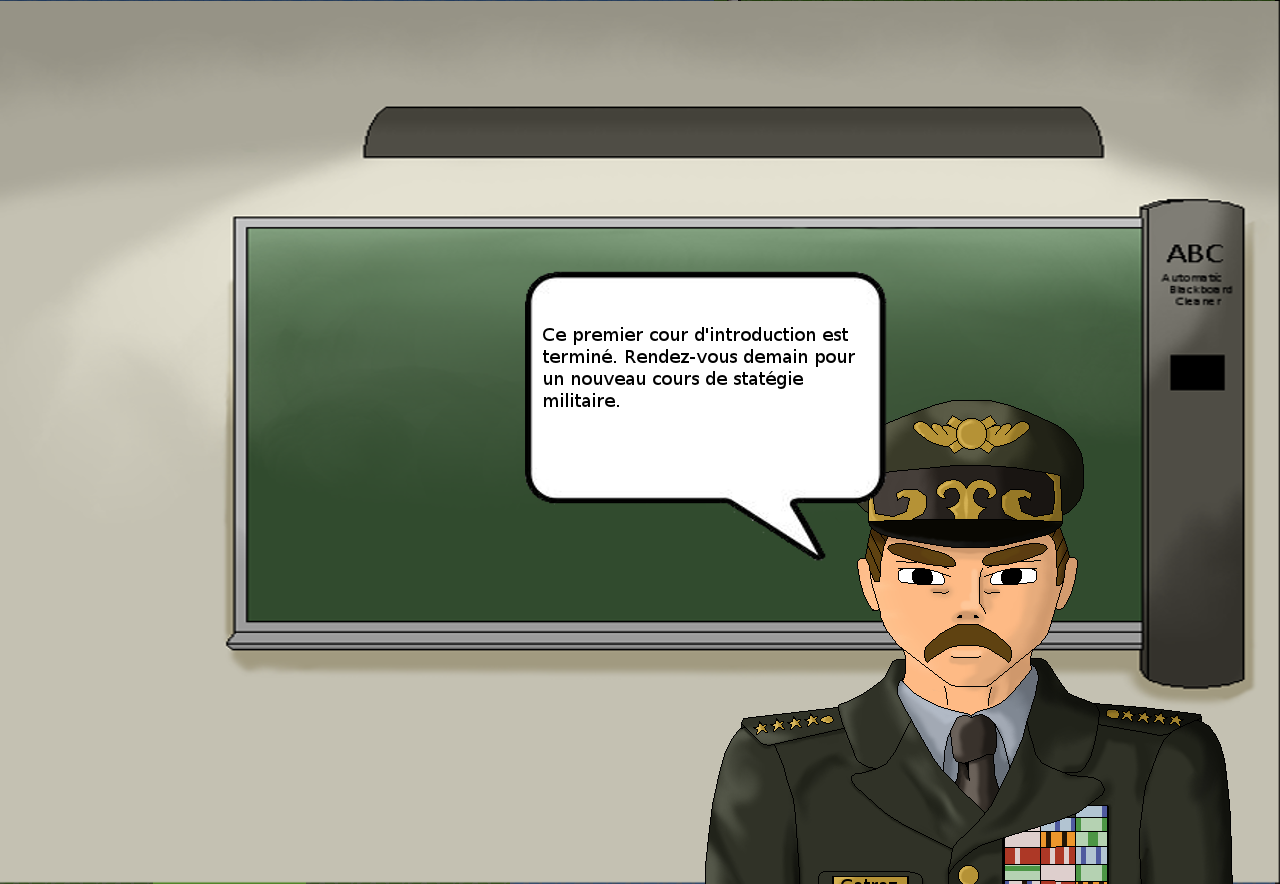 ABC
Automatic
Blackboard
Cleaner
Ce premier cour d'introduction est
terminé. Rendez-vous demain pour
un nouveau cours de statégie
militaire.